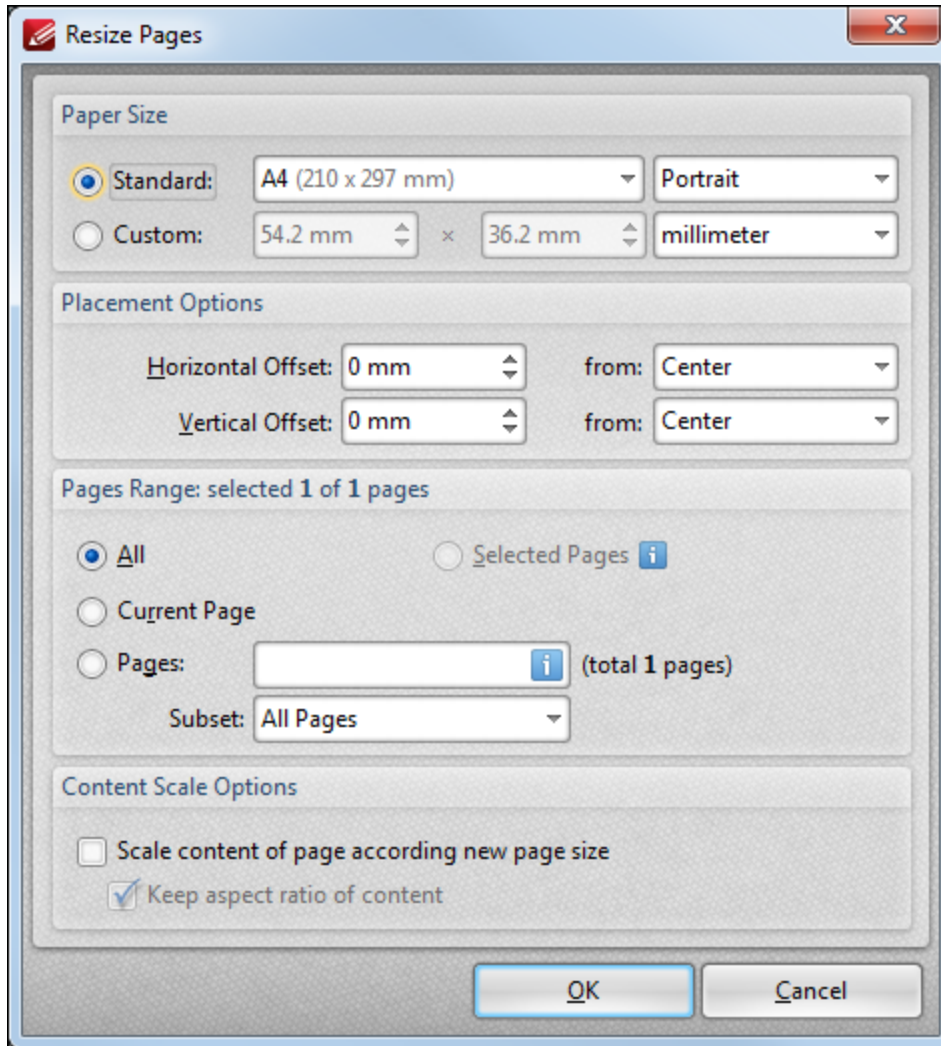 Resize Pages
Paper Size
Standard: A4 (210 x 297 mm) Portrait
Custom: 54.2 mm × 36.2 mm millimeter
Placement Options
Horizontal Offset: 0 mm from: Center
Vertical Offset: 0 mm from: Center
Pages Range: selected 1 of 1 pages
All Selected Pages i
Current Page
Pages: i (total 1 pages)
Subset: All Pages
Content Scale Options
Scale content of page according new page size
Keep aspect ratio of content
OK Cancel